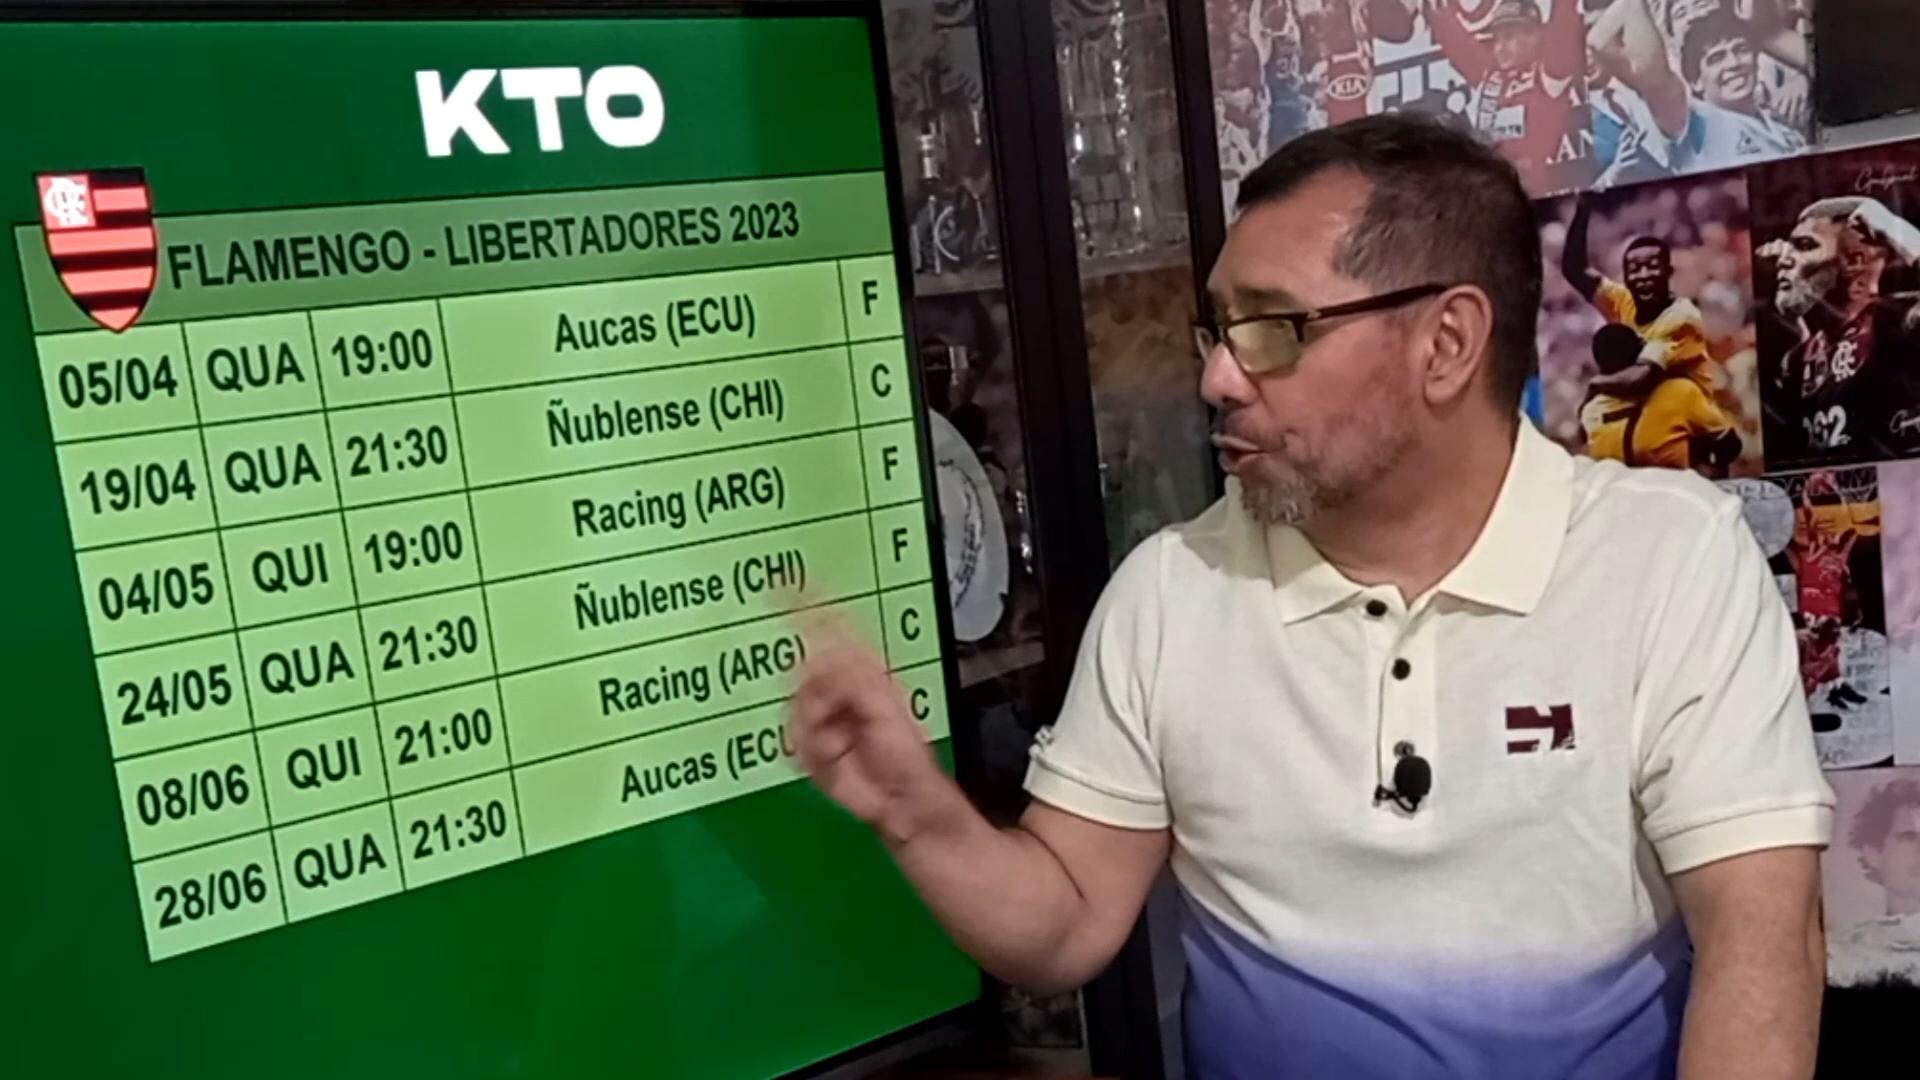 KTO
FLAMENGO - LIBERTADORES 2023
05/04 QUA 19:00 Aucas (ECU) F
19/04 QUA 21:30 Ñublense (CHI) C
04/05 QUI 19:00 Racing (ARG) F
24/05 QUA 21:30 Ñublense (CHI) F
08/06 QUI 21:00 Racing (ARG) C
28/06 QUA 21:30 Aucas (ECU C
KIA